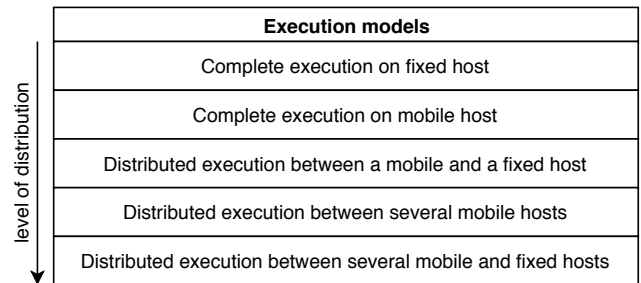 Execution models
Complete execution on fixed host
Complete execution on mobile host
Distributed execution between a mobile and a fixed host
Distributed execution between several mobile hosts
Distributed execution between several mobile and fixed hosts
level of distribution